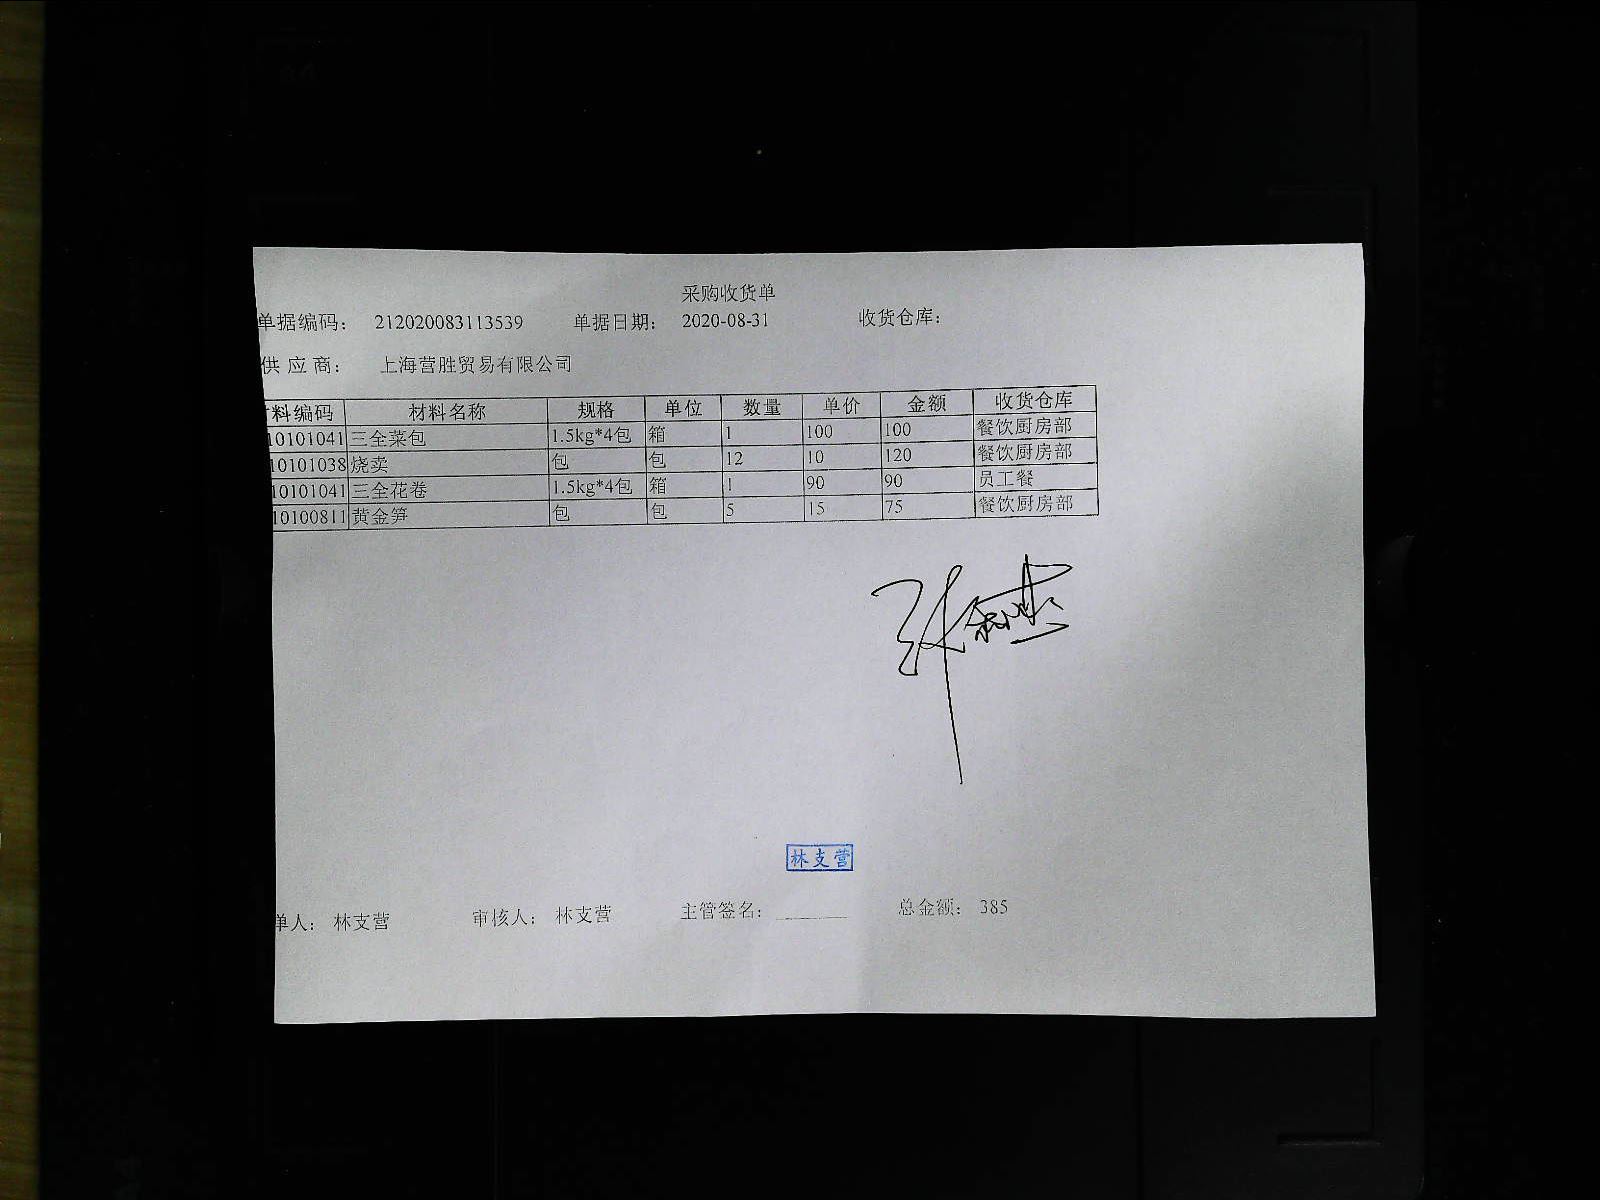 采购收货单
单据编码： 212020083113539 单据日期： 2020-08-31 收货仓库：
供 应 商： 上海营胜贸易有限公司
料编码 材料名称 规格 单位 数量 单价 金额 收货仓库
10101041 三全菜包 1.5kg*4包 箱 1 100 100 餐饮厨房部
10101038 烧卖 包 包 12 10 120 餐饮厨房部
10101041 三全花卷 1.5kg*4包 箱 1 90 90 员工餐
10100811 黄金笋 包 包 5 15 75 餐饮厨房部
林支营
单人： 林支营 审核人： 林支营 主管签名： 总金额： 385